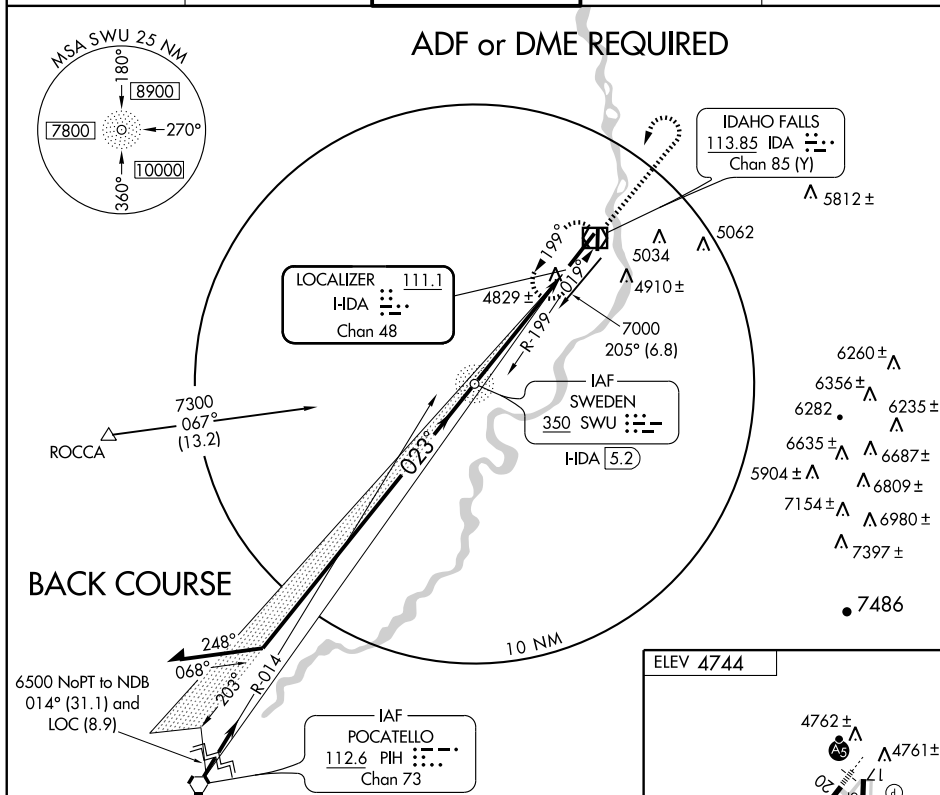 ADF or DME REQUIRED
MSA SWU 25 NM
180°
8900
7800
270°
10000
360°
IDAHO FALLS
113.85 IDA
Chan 85 (Y)
5812 ±
5062
5034
4910 ±
199°
019°
LOCALIZER 111.1
I-IDA
Chan 48
4829 ±
R-199
7000
205° (6.8)
IAF
SWEDEN
350 SWU
I-IDA 5.2
7300
067°
(13.2)
ROCCA
023°
6260 ±
6356 ±
6282
6235 ±
6635 ±
6687 ±
5904 ±
6809 ±
7154 ±
6980 ±
7397 ±
7486
BACK COURSE
10 NM
248°
068°
203°
R-014
6500 NoPT to NDB
014° (31.1) and
LOC (8.9)
IAF
POCATELLO
112.6 PIH
Chan 73
ELEV 4744
4762 ±
A5
4761 ±
20
17
P